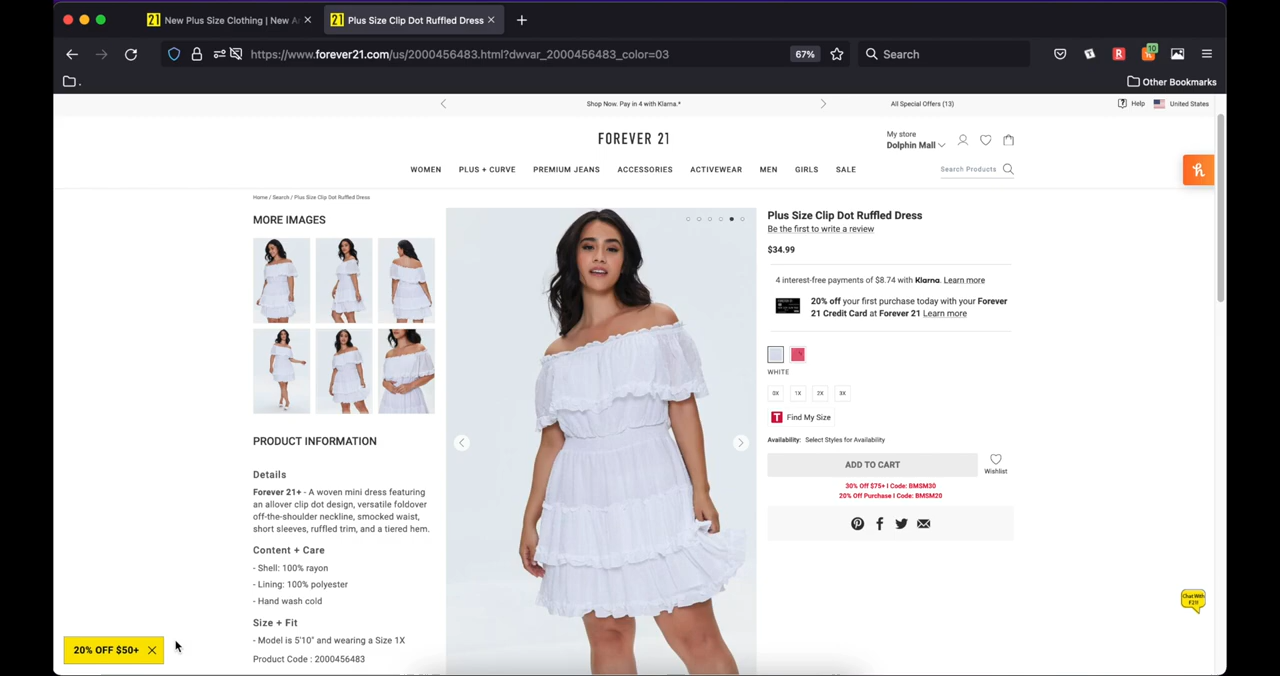 21 New Plus Size Clothing | New A
21 Plus Size Clip Dot Ruffled Dress
https://www.forever21.com/us/2000456483.html?dwvar_2000456483_color=03
67%
Search
10
Other Bookmarks
Shop Now. Pay in 4 with Klarna.*
All Special Offers (13)
Help
United States
FOREVER 21
My store
Dolphin Mall
WOMEN PLUS + CURVE PREMIUM JEANS ACCESSORIES ACTIVEWEAR MEN GIRLS SALE
Search Products
Home / Search / Plus Size Clip Dot Ruffled Dress
MORE IMAGES
PRODUCT INFORMATION
Details
Forever 21+ - A woven mini dress featuring
an allover clip dot design, versatile foldover
off-the-shoulder neckline, smocked waist,
short sleeves, ruffled trim, and a tiered hem.
Content + Care
- Shell: 100% rayon
- Lining: 100% polyester
- Hand wash cold
Size + Fit
- Model is 5'10" and wearing a Size 1X
Product Code : 2000456483
Plus Size Clip Dot Ruffled Dress
Be the first to write a review
$34.99
4 interest-free payments of $8.74 with Klarna. Learn more
20% off your first purchase today with your Forever
21 Credit Card at Forever 21 Learn more
WHITE
0X 1X 2X 3X
T Find My Size
Availability: Select Styles for Availability
ADD TO CART
Wishlist
30% Off $75+ I Code: BMSM30
20% Off Purchase I Code: BMSM20
h
Chat With
F21!
20% OFF $50+